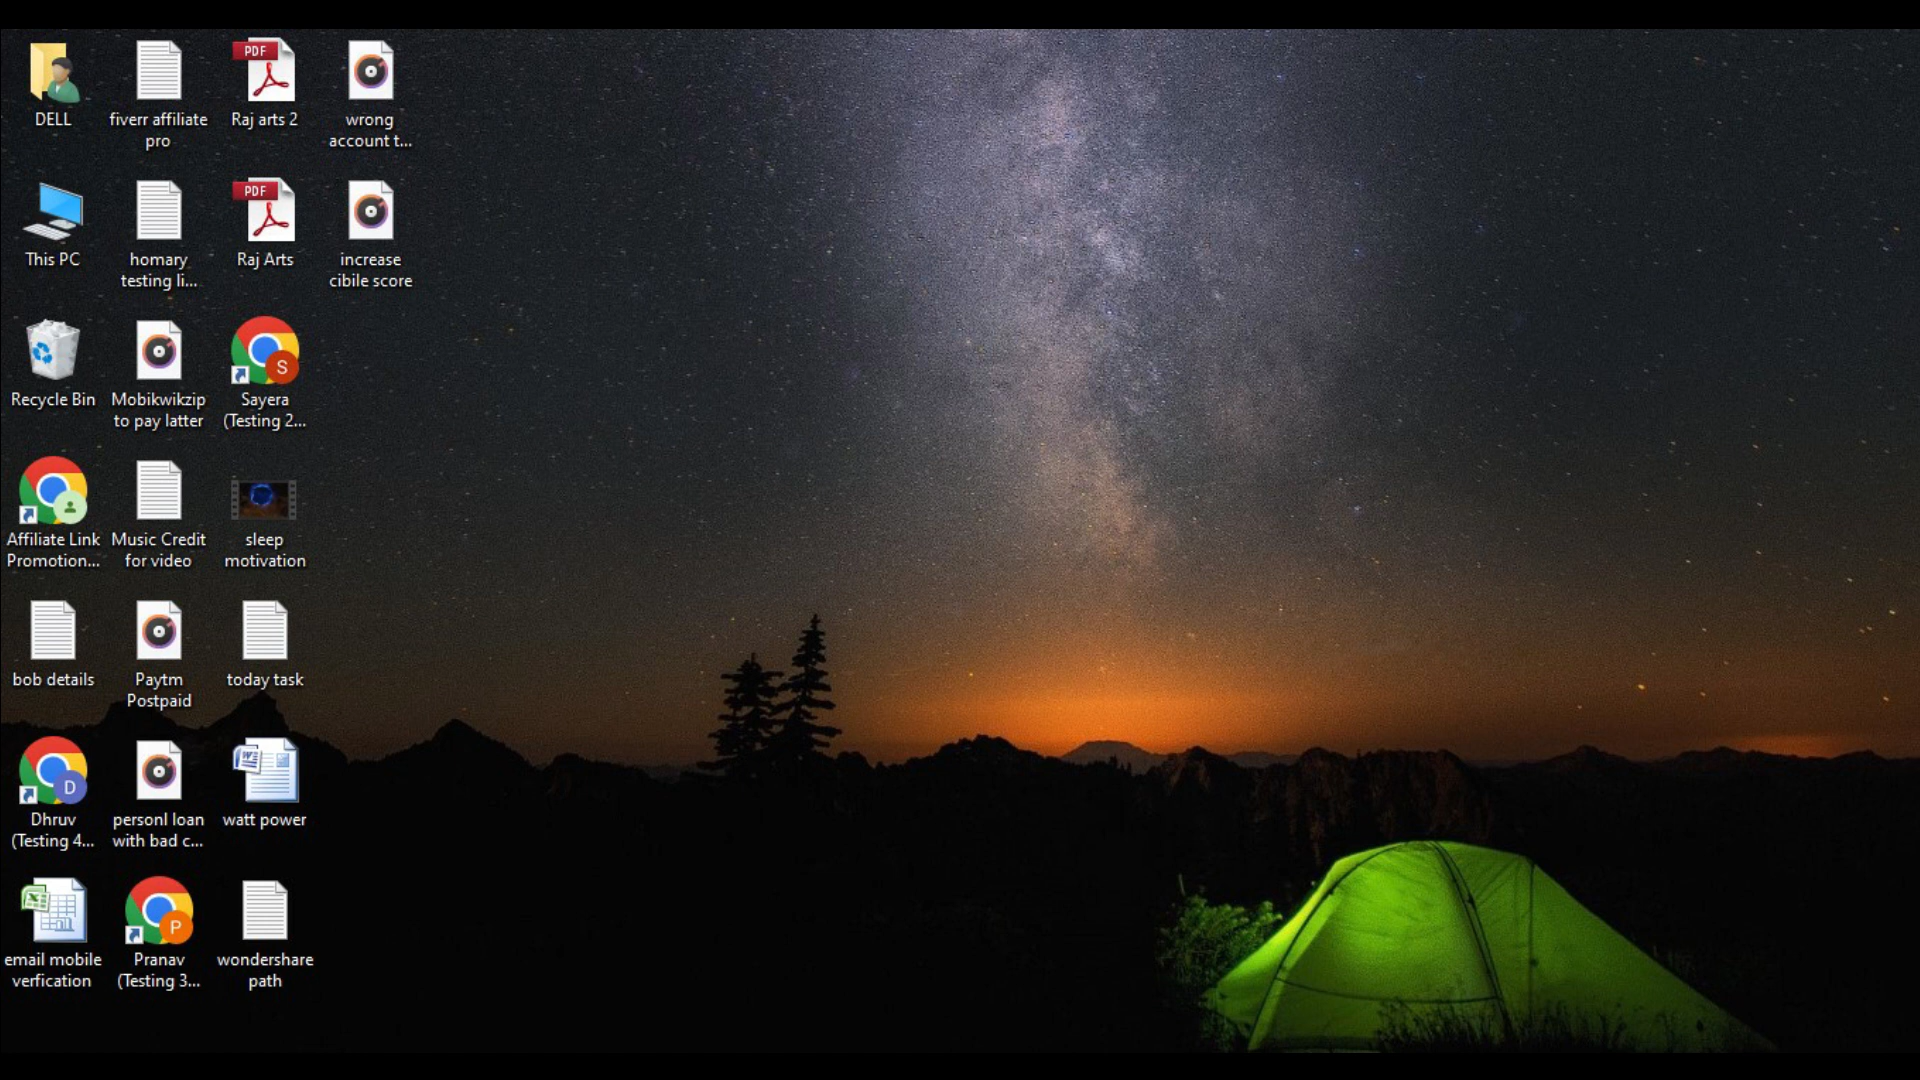 DELL
fiverr affiliate
pro
PDF
Raj arts 2
wrong
account t...
This PC
homary
testing li...
PDF
Raj Arts
increase
cibile score
Recycle Bin
Mobikwikzip
to pay latter
S
Sayera
(Testing 2...
Affiliate Link
Promotion...
Music Credit
for video
sleep
motivation
bob details
Paytm
Postpaid
today task
D
Dhruv
(Testing 4...
personl loan
with bad c...
W
watt power
X
email mobile
verfication
P
Pranav
(Testing 3...
wondershare
path